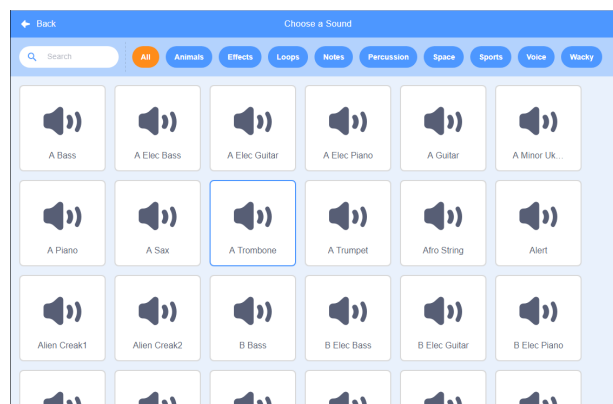 Back
Choose a Sound
Search
All
Animals
Effects
Loops
Notes
Percussion
Space
Sports
Voice
Wacky
A Bass
A Elec Bass
A Elec Guitar
A Elec Piano
A Guitar
A Minor Uk...
A Piano
A Sax
A Trombone
A Trumpet
Afro String
Alert
Alien Creak1
Alien Creak2
B Bass
B Elec Bass
B Elec Guitar
B Elec Piano